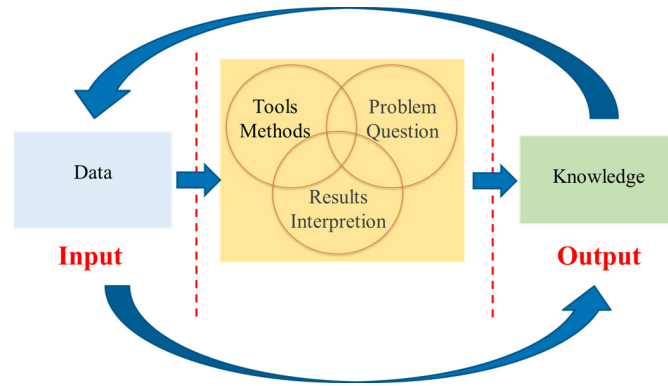 Tools
Methods
Problem
Question
Data
Results
Interpretion
Knowledge
Input
Output